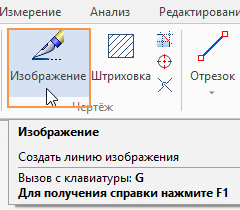 Измерение Анализ Редактировани
Изображение Штриховка Отрезок
Чертёж
Изображение
Создать линию изображения
Вызов с клавиатуры: G
Для получения справки нажмите F1